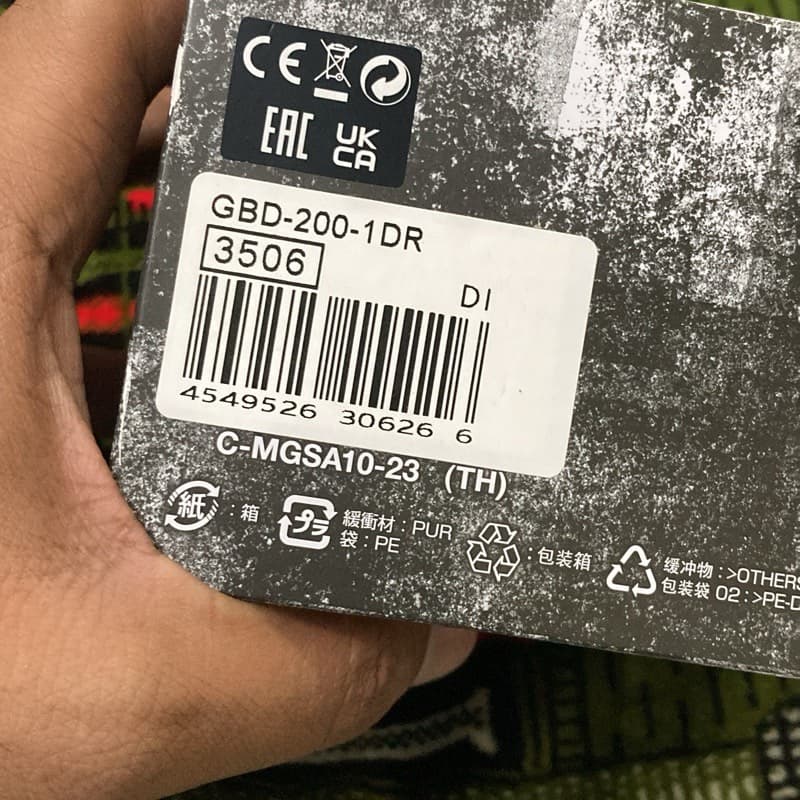 CE
EAC
UK
CA
GBD-200-1DR
3506
DI
4549526 30626 6
C-MGSA10-23 (TH)
紙 : 箱
プラ 緩衝材 : PUR
袋 : PE
: 包装箱
缓冲物 : >OTHERS
包装袋 02 : >PE-D